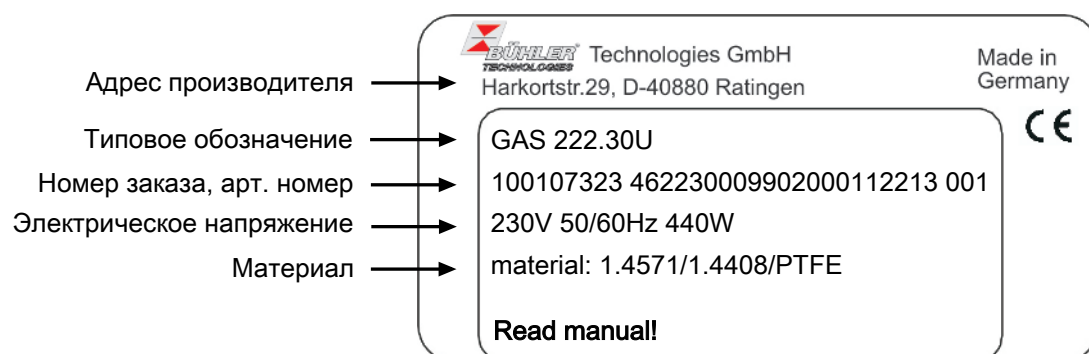 BÜHLER TECHNOLOGIES Technologies GmbH
Made in Germany
Адрес производителя
Harkortstr.29, D-40880 Ratingen
CE
Типовое обозначение
GAS 222.30U
Номер заказа, арт. номер
100107323 462230009902000112213 001
Электрическое напряжение
230V 50/60Hz 440W
Материал
material: 1.4571/1.4408/PTFE
Read manual!